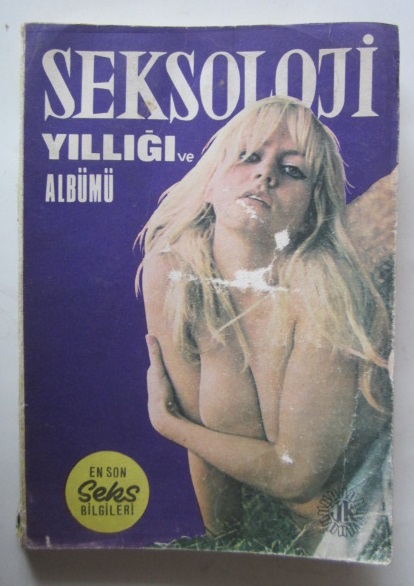 SEKSOLOJİ
YILLIĞI ve
ALBÜMÜ
EN SON
Seks
BİLGİLERİ